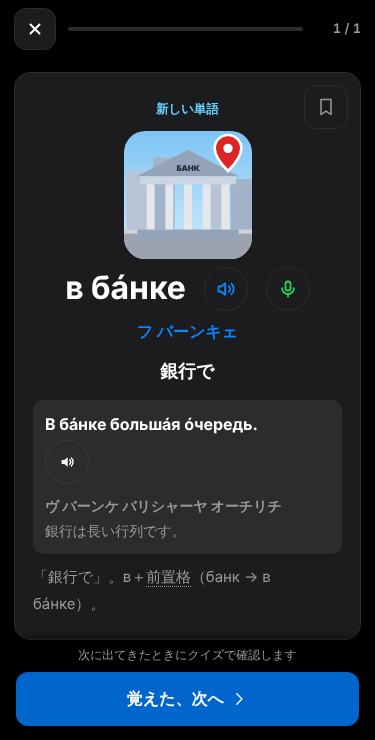 1 / 1
新しい単語
БАНК
в ба́нке
フ バーンキェ
銀行で
В ба́нке больша́я о́чередь.
ヴ バーンケ バリシャーヤ オーチリチ
銀行は長い行列です。
「銀行で」。в + 前置格（банк → в
ба́нке）。
次に出てきたときにクイズで確認します
覚えた、次へ